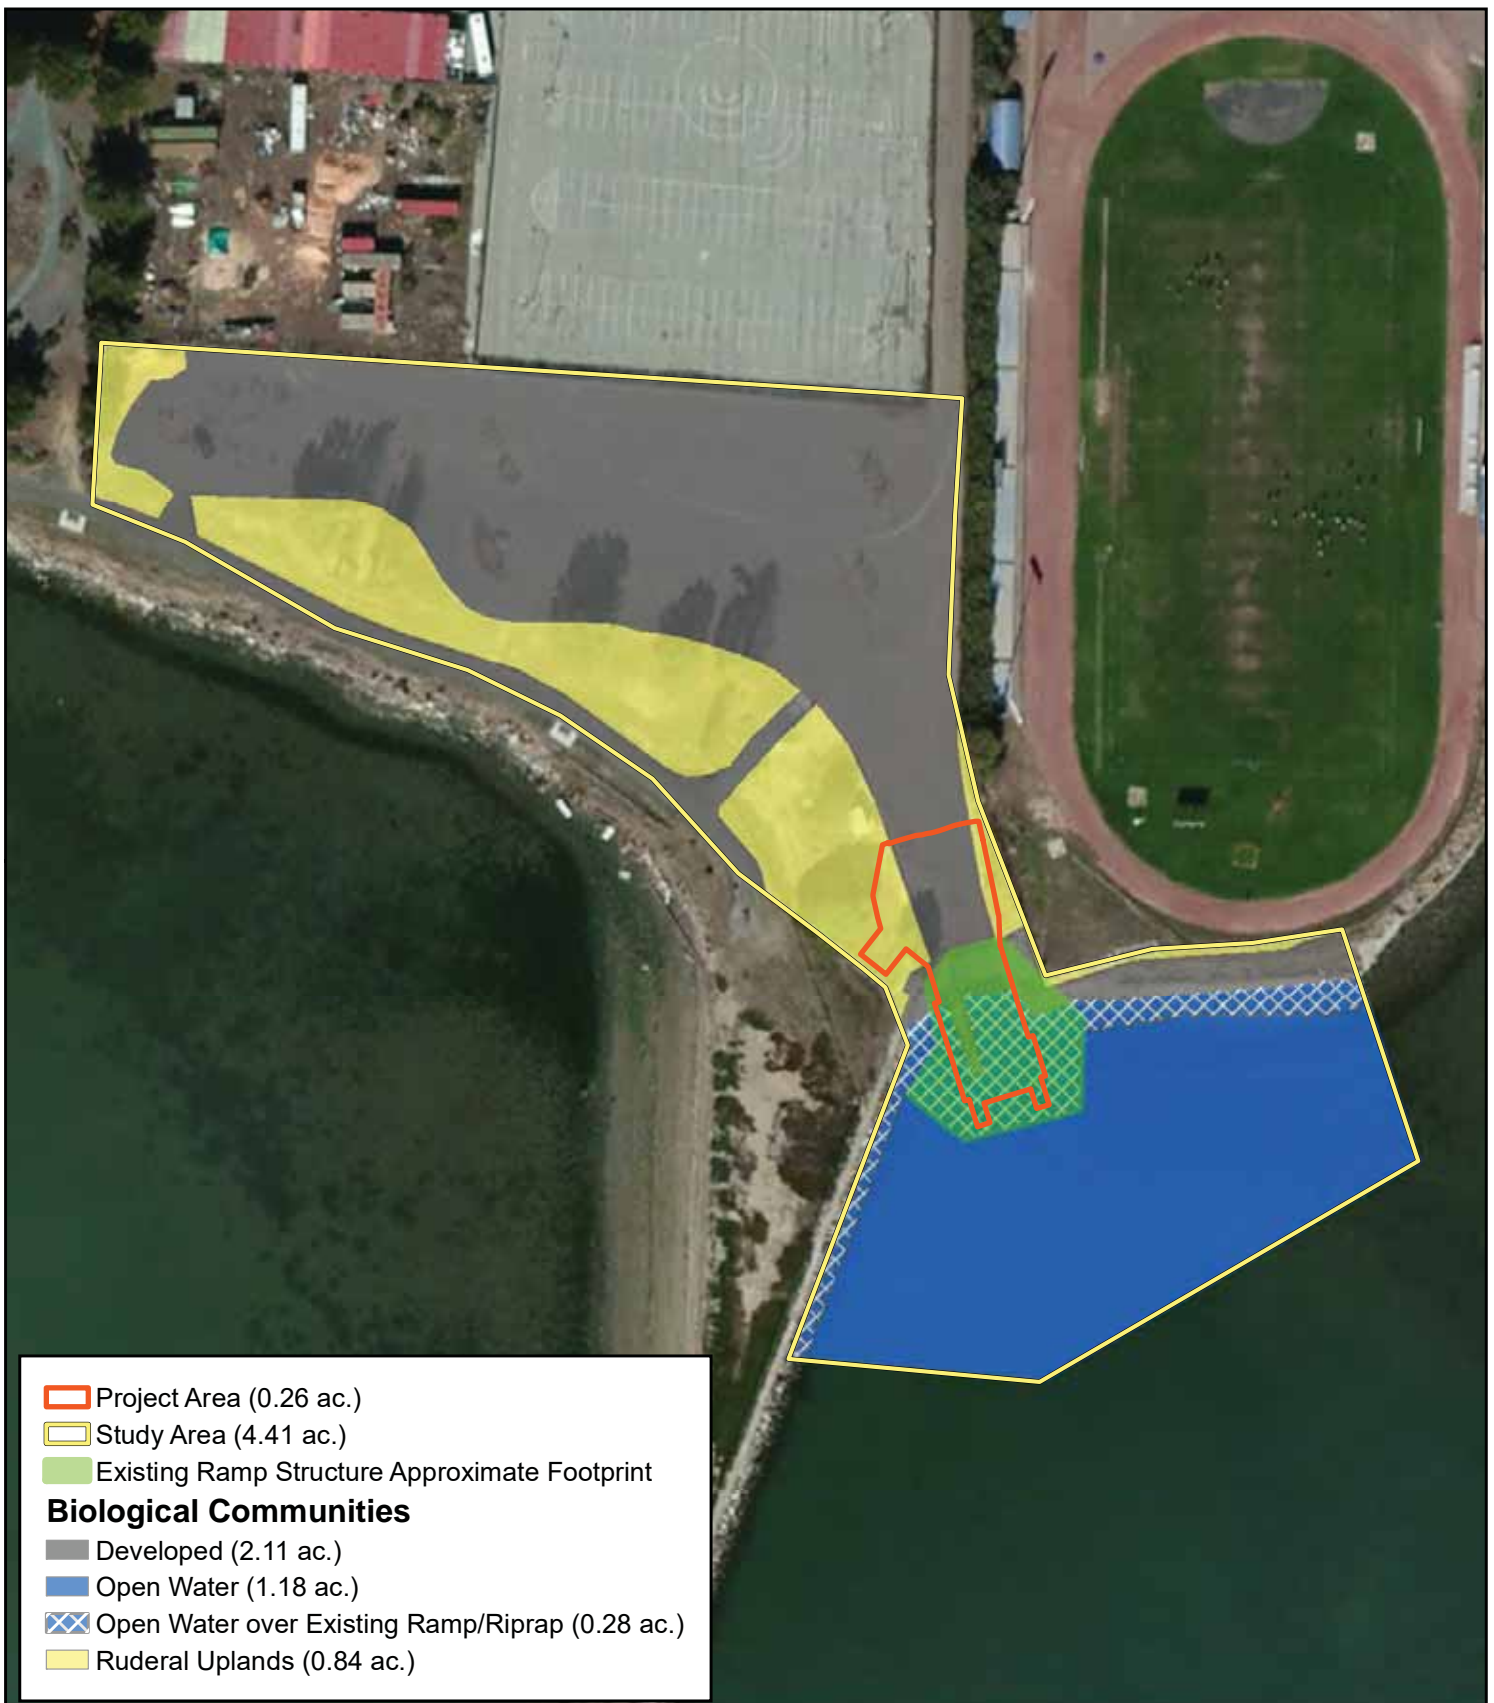 Project Area (0.26 ac.)
Study Area (4.41 ac.)
Existing Ramp Structure Approximate Footprint
Biological Communities
Developed (2.11 ac.)
Open Water (1.18 ac.)
Open Water over Existing Ramp/Riprap (0.28 ac.)
Ruderal Uplands (0.84 ac.)